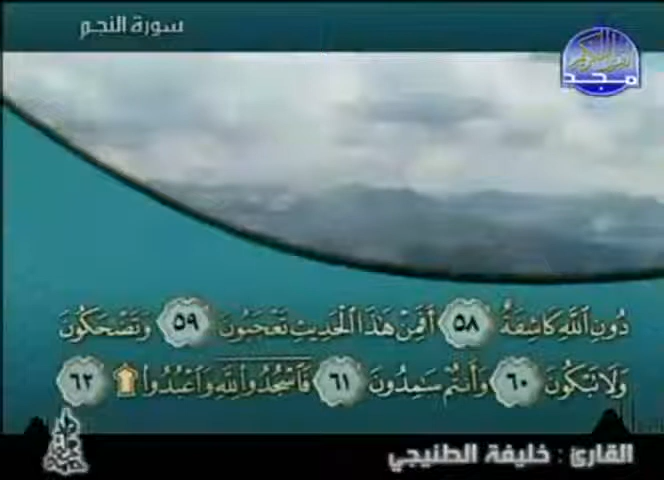 سورة النجم
مجد
دُونِ ٱللَّهِ كَاشِفَةٌ ٥٨ أَفَمِنْ هَٰذَا ٱلْحَدِيثِ تَعْجَبُونَ ٥٩ وَتَضْحَكُونَ
وَلَا تَبْكُونَ ٦٠ وَأَنتُمْ سَٰمِدُونَ ٦١ فَٱسْجُدُوا۟ لِلَّهِ وَٱعْبُدُوا۟ ٦٢
القارئ : خليفة الطنيجي